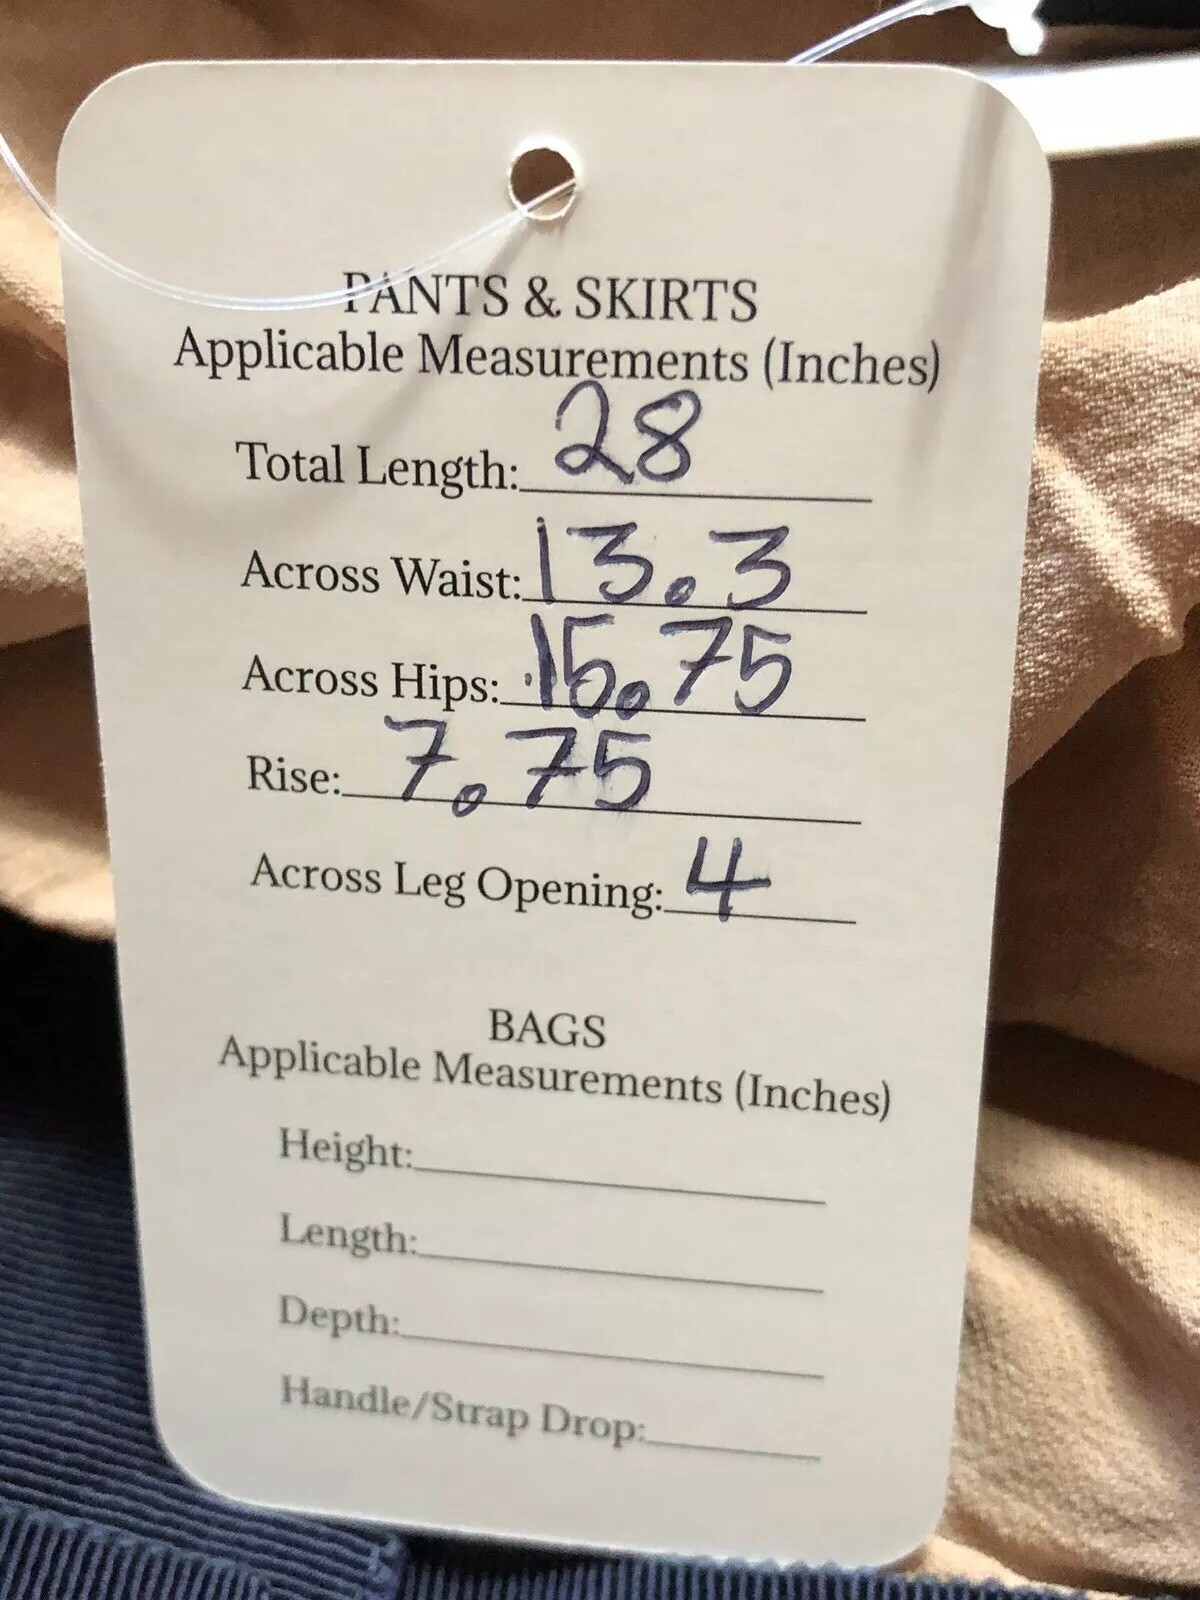 PANTS & SKIRTS
Applicable Measurements (Inches)
Total Length: 28
Across Waist: 13.3
Across Hips: 15.75
Rise: 7.75
Across Leg Opening: 4
BAGS
Applicable Measurements (Inches)
Height:
Length:
Depth:
Handle/Strap Drop: